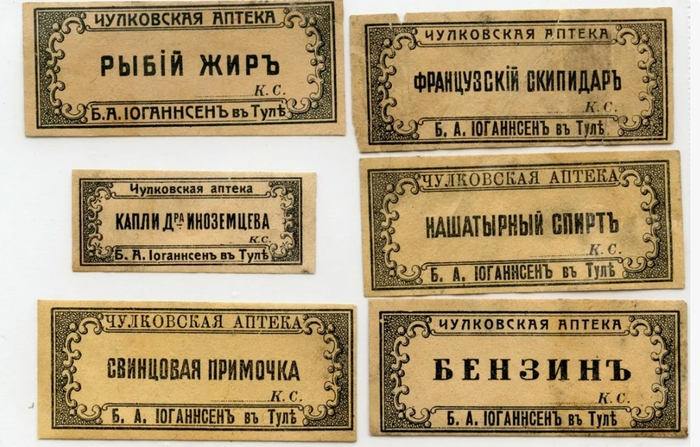 ЧУЛКОВСКАЯ АПТЕКА
РЫБІЙ ЖИРЪ
К. С.
Б. А. ІОГАННСЕНЪ въ Тулѣ
ЧУЛКОВСКАЯ АПТЕКА
ФРАНЦУЗСКІЙ СКИПИДАРЪ
К. С.
Б. А. ІОГАННСЕНЪ въ Тулѣ
Чулковская аптека
КАПЛИ ДРА ИНОЗЕМЦЕВА
К. С.
Б. А. Іоганнсенъ въ Тулѣ
ЧУЛКОВСКАЯ АПТЕКА
НАШАТЫРНЫЙ СПИРТЪ
К. С.
Б. А. ІОГАННСЕНЪ въ Тулѣ
ЧУЛКОВСКАЯ АПТЕКА
СВИНЦОВАЯ ПРИМОЧКА
К. С.
Б. А. ІОГАННСЕНЪ въ Тулѣ
ЧУЛКОВСКАЯ АПТЕКА
БЕНЗИНЪ
К. С.
Б. А. ІОГАННСЕНЪ въ Тулѣ